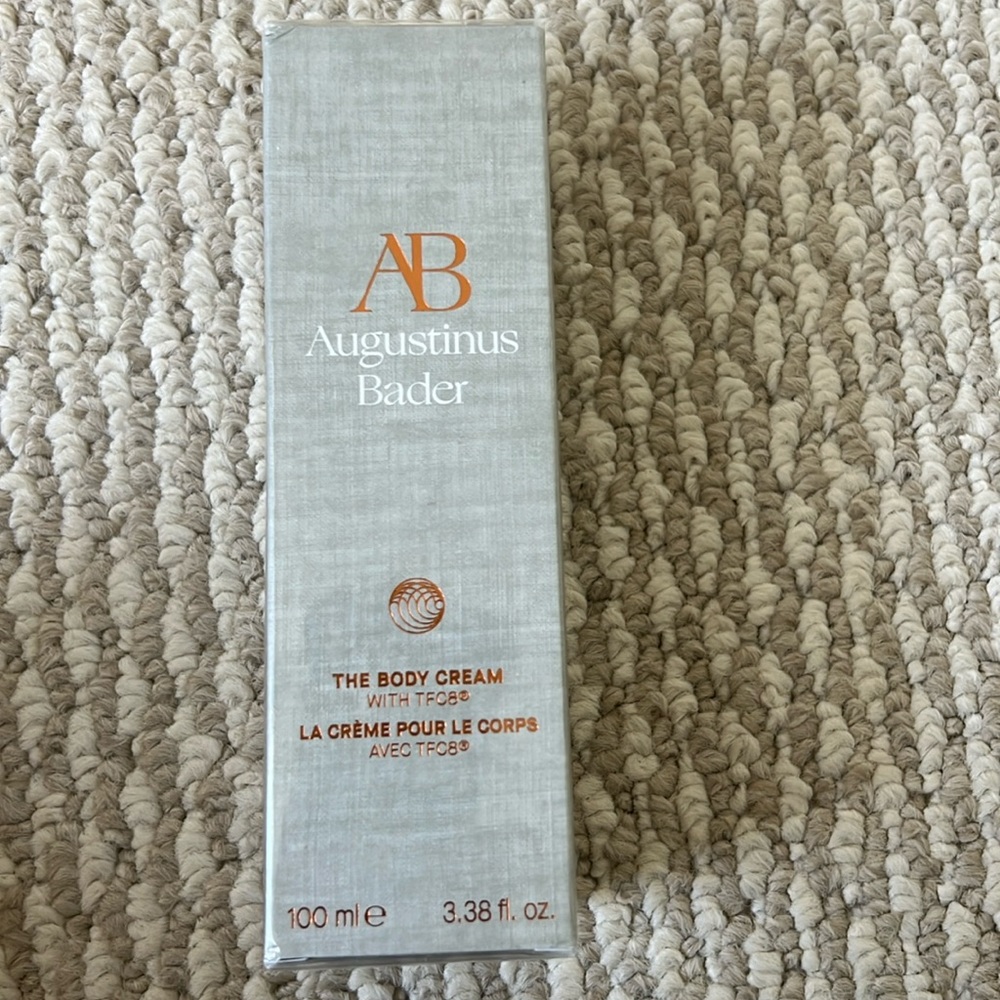 AB
Augustinus
Bader
THE BODY CREAM
WITH TFC8®
LA CRÈME POUR LE CORPS
AVEC TFC8®
100 ml ℮ 3.38 fl. oz.